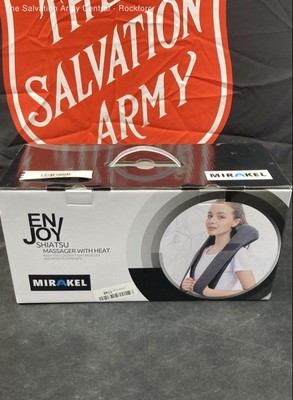 The Salvation Army Central - Rockford
THE
SALVATION
ARMY
MIRAKEL
EN
JOY
SHIATSU
MASSAGER WITH HEAT
MIRAKEL